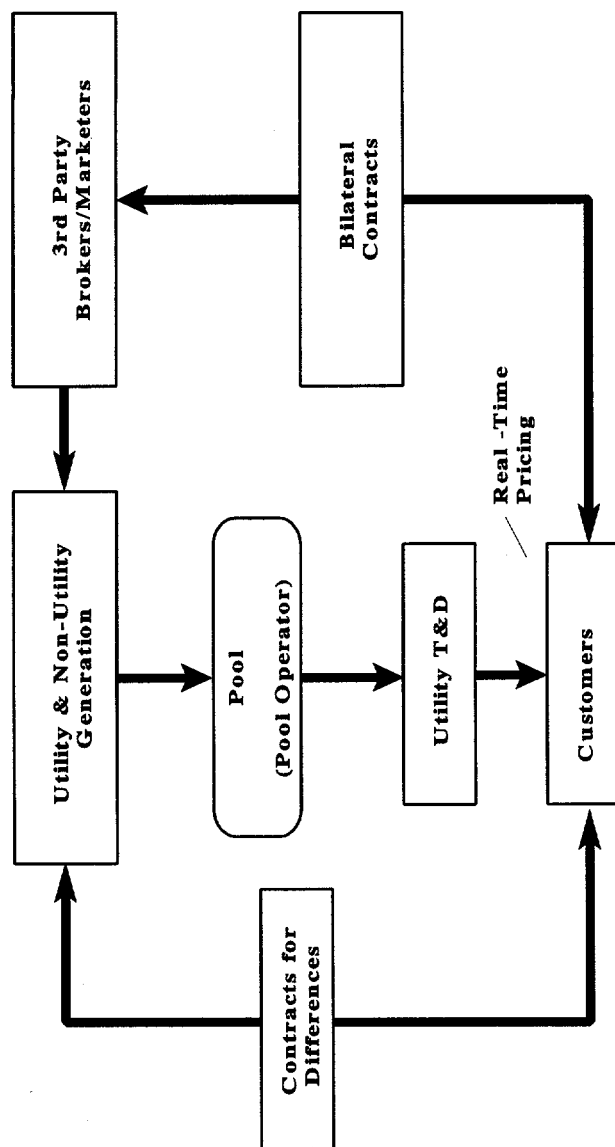 3rd Party
Brokers/Marketers
Utility & Non-Utility
Generation
Bilateral
Contracts
Pool
(Pool Operator)
Contracts for
Differences
Utility T&D
Real -Time
Pricing
Customers